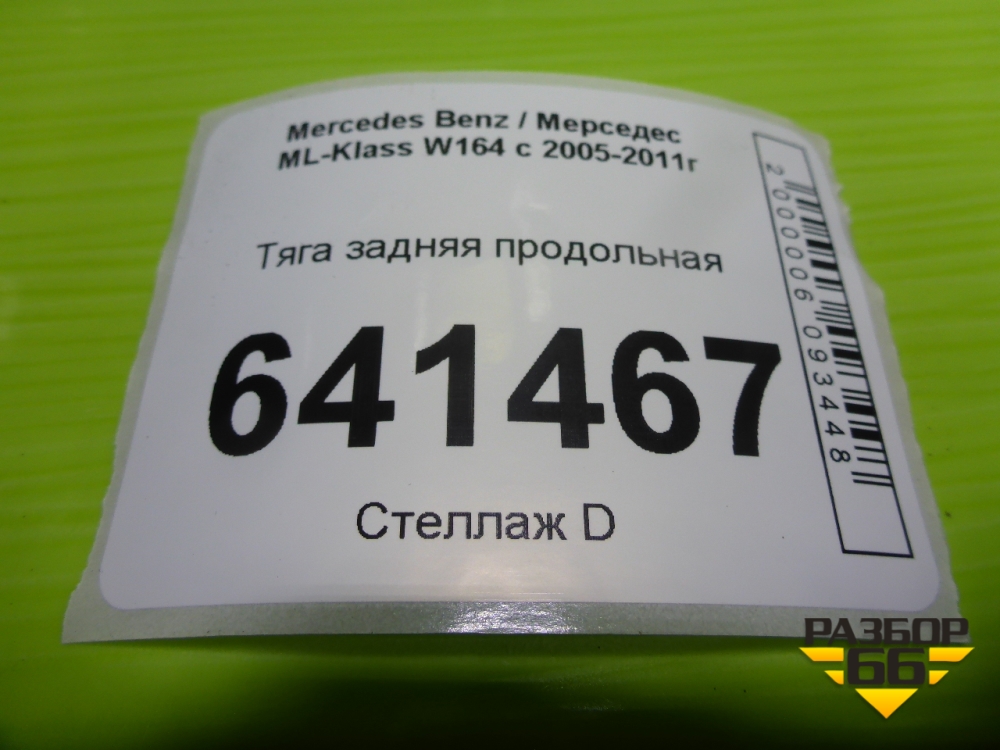 Mercedes Benz / Мерседес
ML-Klass W164 с 2005-2011г
Тяга задняя продольная
641467
Стеллаж D
2000006093448
РАЗБОР
66